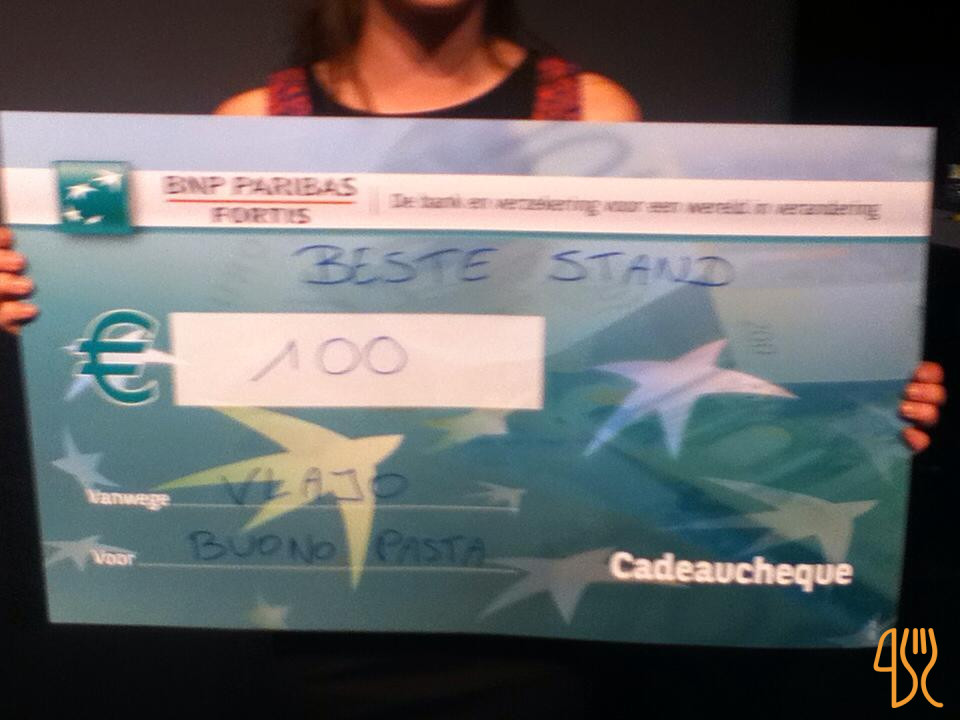 BNP PARIBAS
FORTIS
De bank en verzekering voor een wereld in verandering
BESTE STAND
€ 100
Vanwege VLAJO
Voor BUONO PASTA
Cadeaucheque